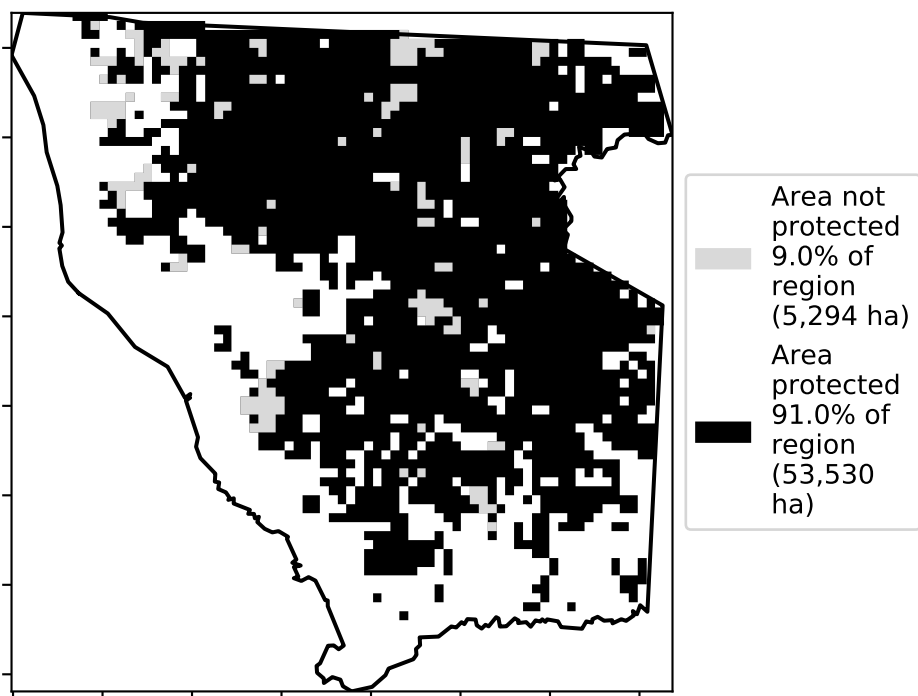 Area not
protected
9.0% of
region
(5,294 ha)
Area
protected
91.0% of
region
(53,530
ha)